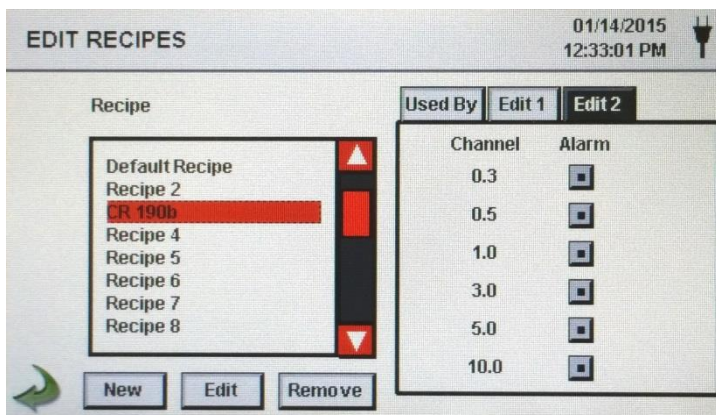 EDIT RECIPES
01/14/2015
12:33:01 PM
Recipe
Default Recipe
Recipe 2
CR 190b
Recipe 4
Recipe 5
Recipe 6
Recipe 7
Recipe 8
New Edit Remove
Used By Edit 1 Edit 2
Channel Alarm
0.3
0.5
1.0
3.0
5.0
10.0